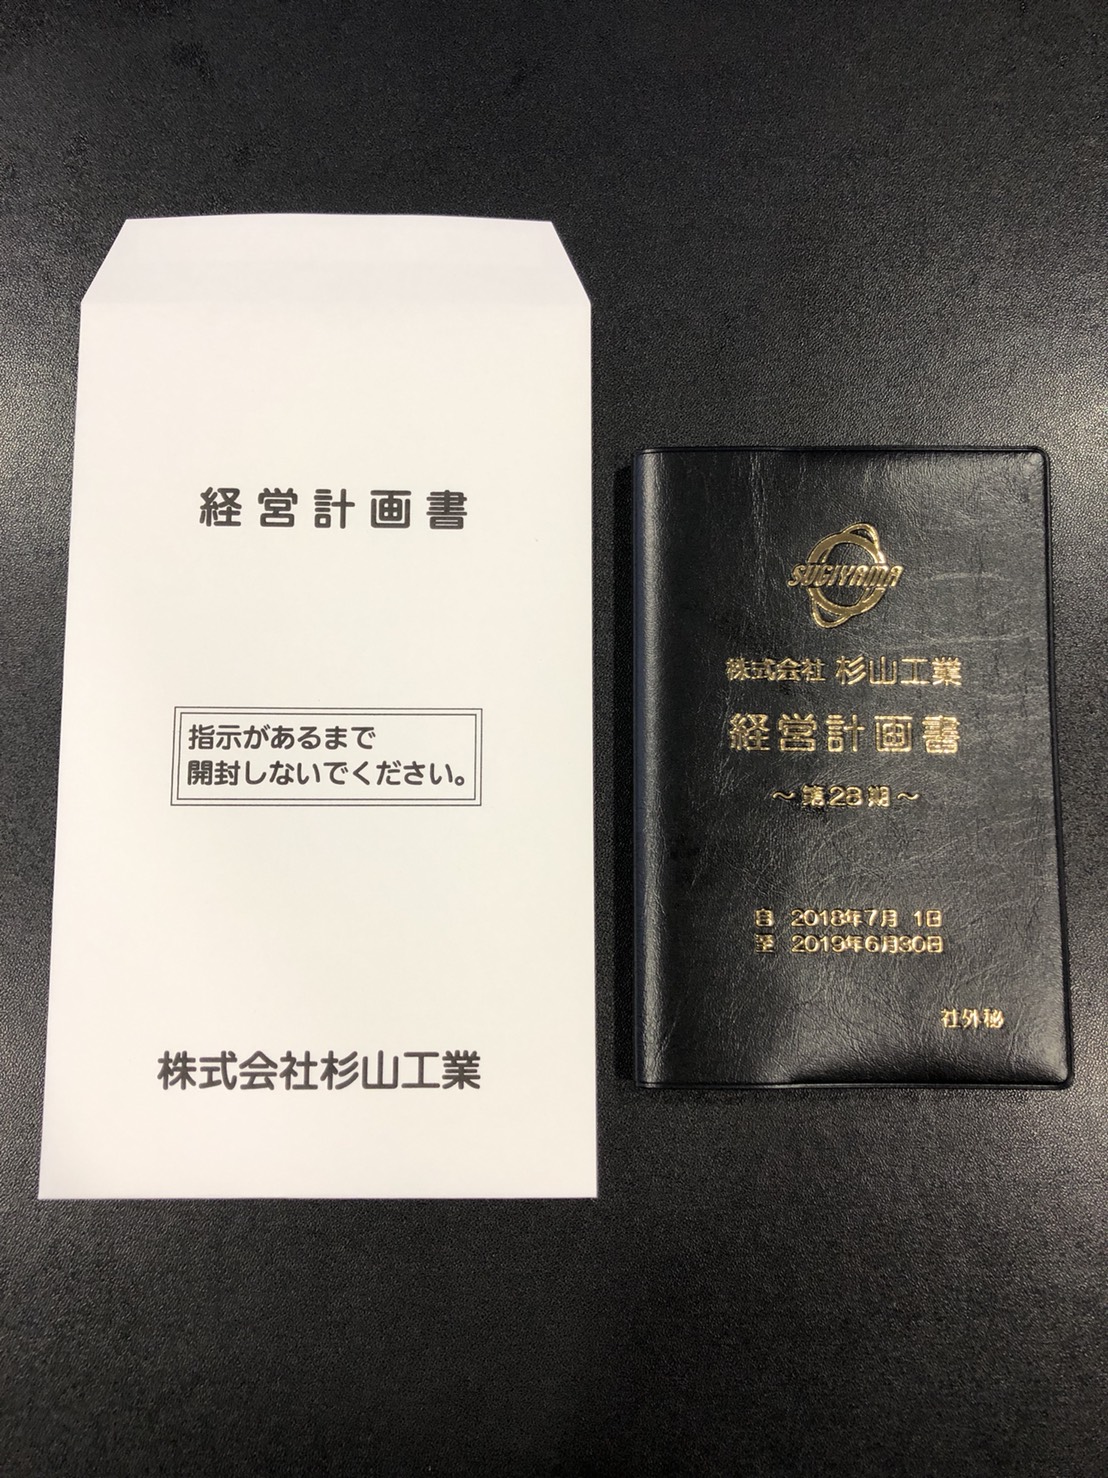 経営計画書
指示があるまで
開封しないでください。
株式会社杉山工業
SUGIYAMA
株式会社 杉山工業
経営計画書
～第28期～
自 2018年7月 1日
至 2019年6月30日
社外秘